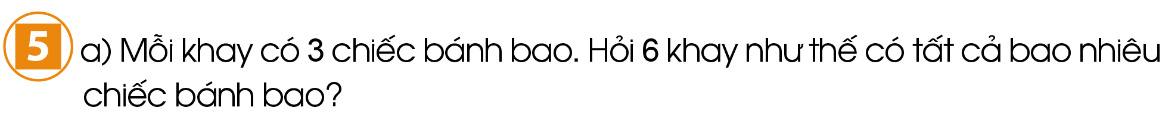 5 a) Mỗi khay có 3 chiếc bánh bao. Hỏi 6 khay như thế có tất cả bao nhiêu
chiếc bánh bao?